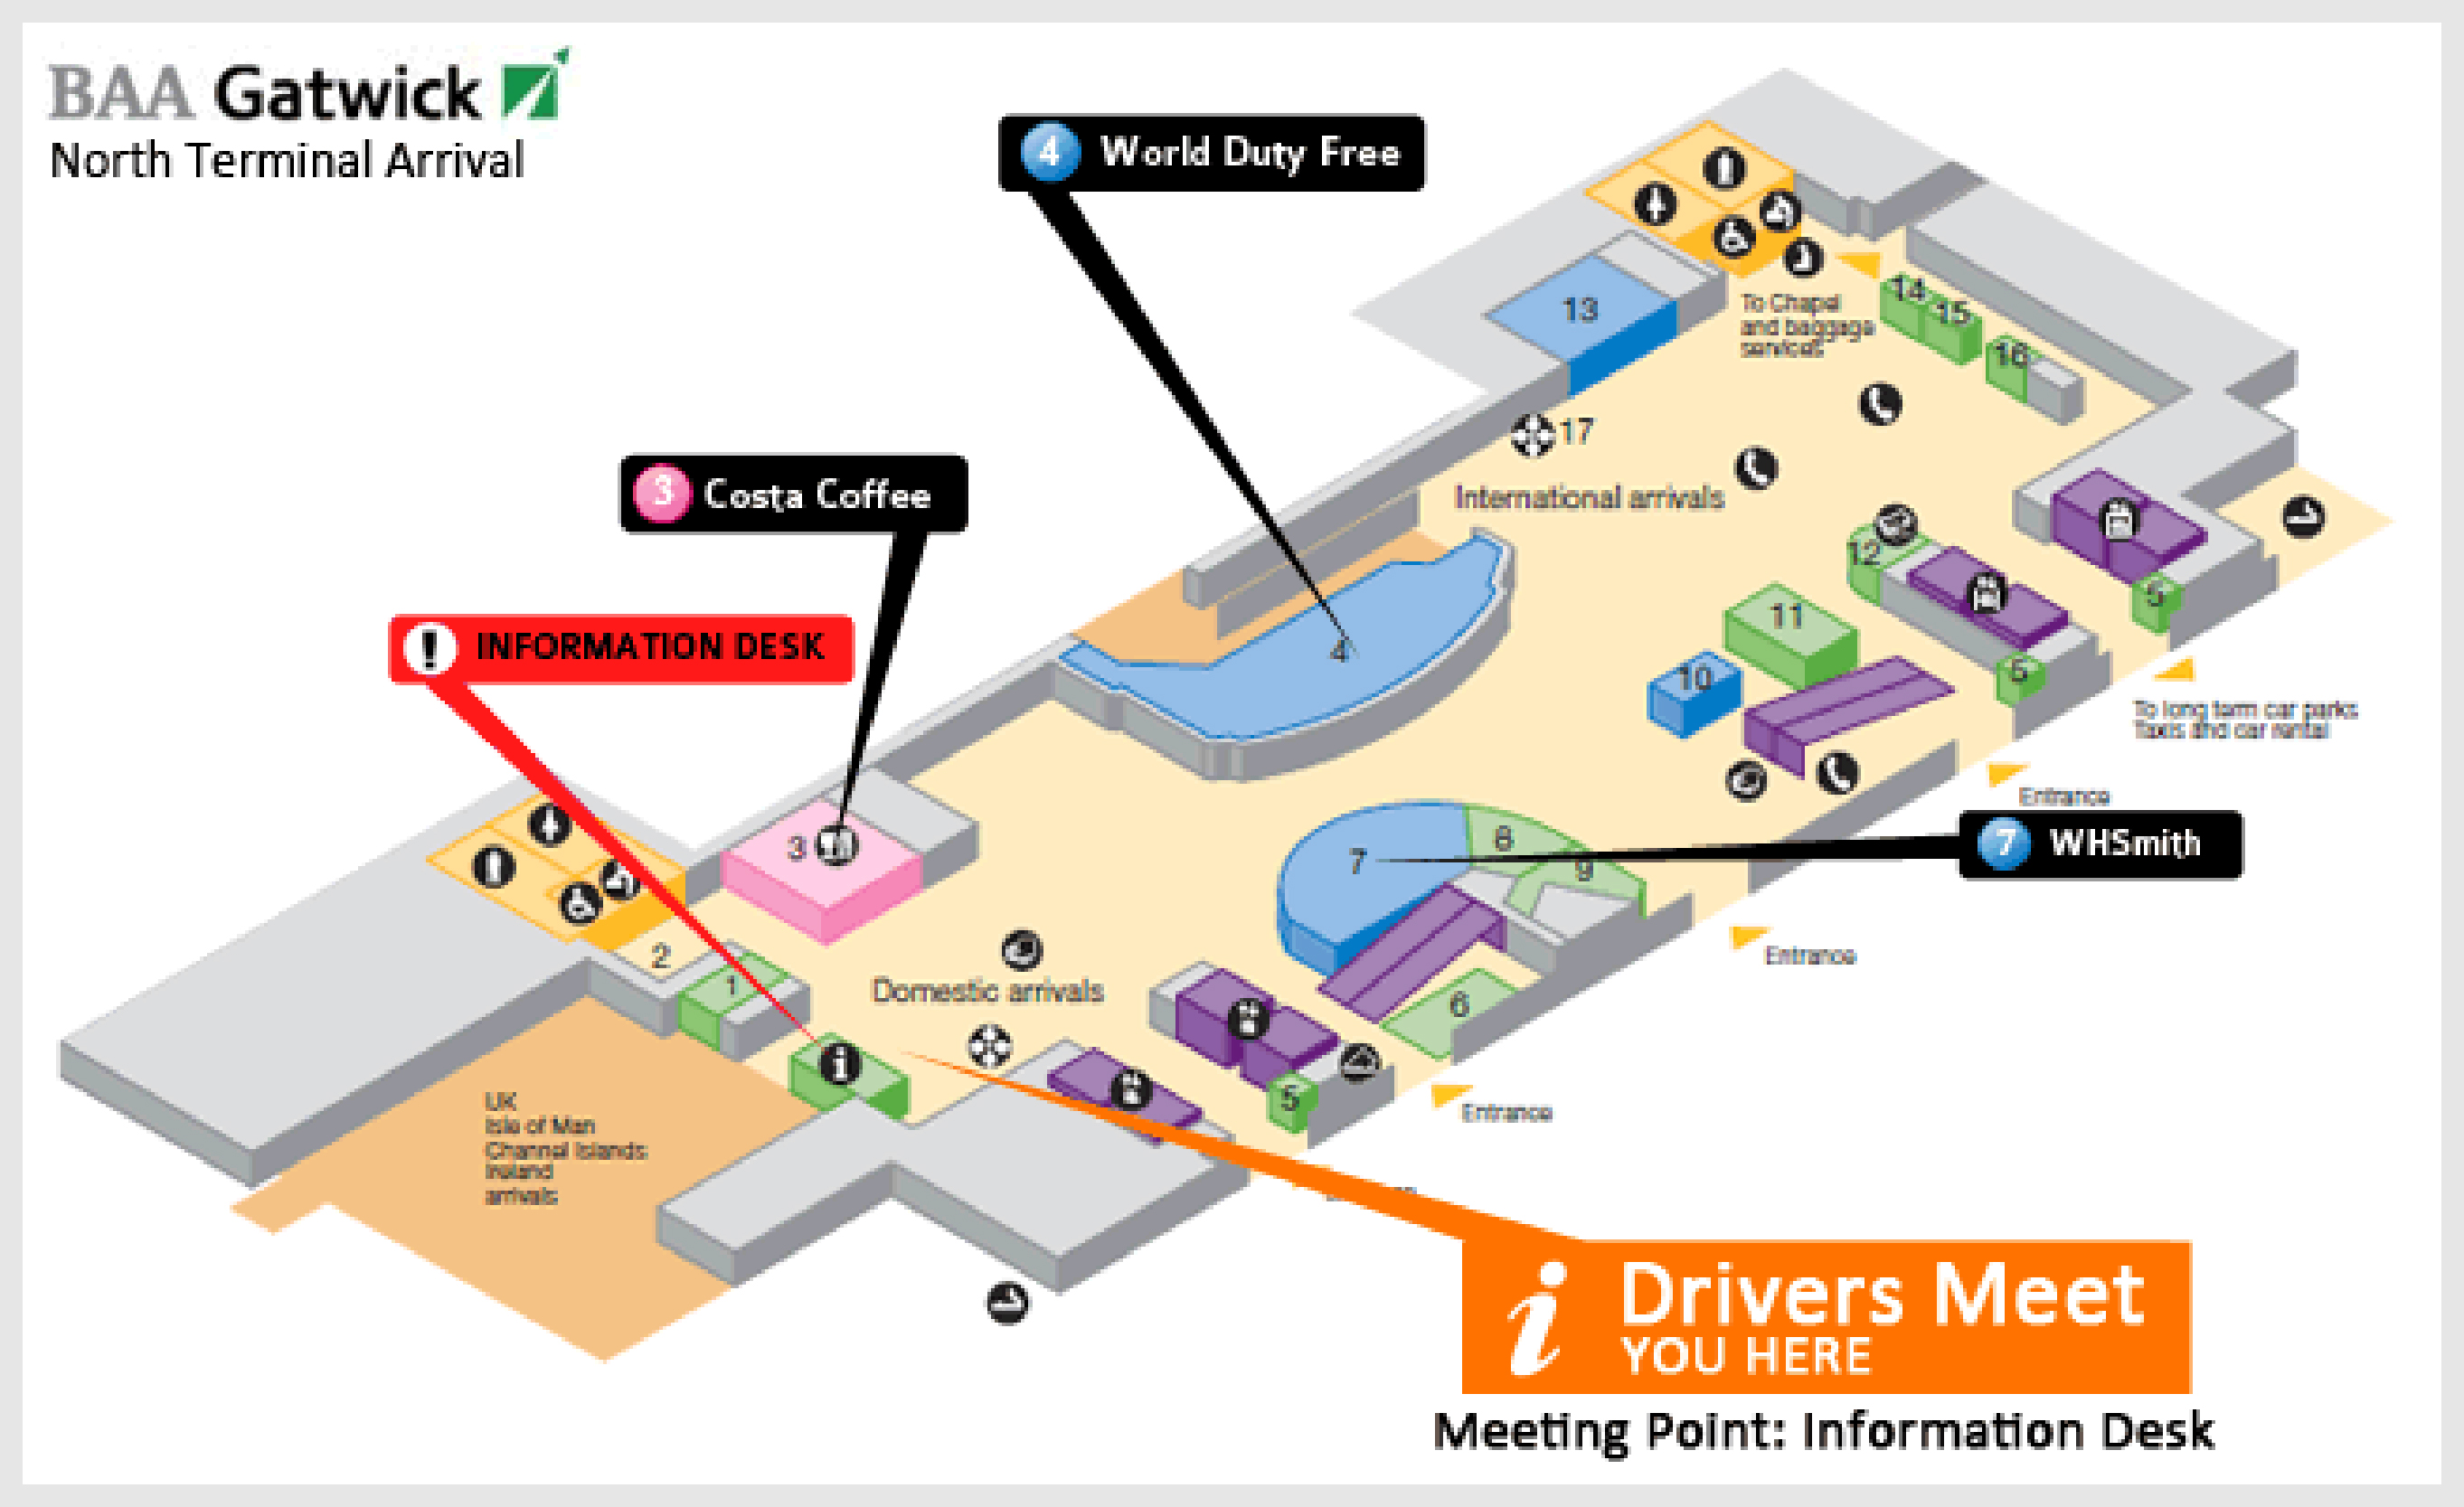 BAA Gatwick
North Terminal Arrival
4 World Duty Free
3 Costa Coffee
! INFORMATION DESK
13
To Chapel
and baggage
services
14
15
16
17
International arrivals
12
5
11
10
5
To long term car parks
Taxis and car rental
4
Entrance
7 WHSmith
3
7
8
9
Entrance
2
1
Domestic arrivals
6
i
5
Entrance
UK
Isle of Man
Channel Islands
Ireland
arrivals
i Drivers Meet
YOU HERE
Meeting Point: Information Desk